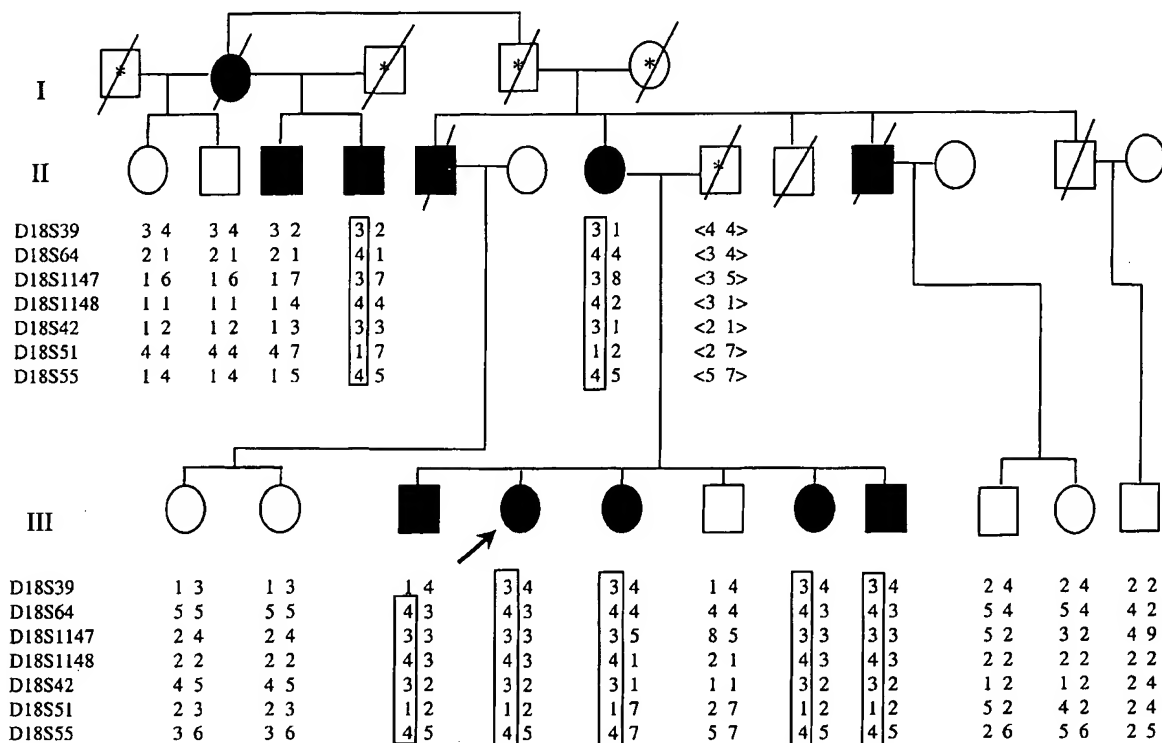 * * * *
I
II *
D18S39 3 4 3 4 3 2 3 2 3 1 <4 4>
D18S64 2 1 2 1 2 1 4 1 4 4 <3 4>
D18S1147 1 6 1 6 1 7 3 7 3 8 <3 5>
D18S1148 1 1 1 1 1 4 4 4 4 2 <3 1>
D18S42 1 2 1 2 1 3 3 3 3 1 <2 1>
D18S51 4 4 4 4 4 7 1 7 1 2 <2 7>
D18S55 1 4 1 4 1 5 4 5 4 5 <5 7>
III
D18S39 1 3 1 3 1 4 3 4 3 4 1 4 3 4 3 4 2 4 2 4 2 2
D18S64 5 5 5 5 4 3 4 3 4 4 4 4 4 3 4 3 5 4 5 4 4 2
D18S1147 2 4 2 4 3 3 3 3 3 5 8 5 3 3 3 3 5 2 3 2 4 9
D18S1148 2 2 2 2 4 3 4 3 4 1 2 1 4 3 4 3 2 2 2 2 2 2
D18S42 4 5 4 5 3 2 3 2 3 1 1 1 3 2 3 2 1 2 1 2 2 4
D18S51 2 3 2 3 1 2 1 2 1 7 2 7 1 2 1 2 5 2 4 2 2 4
D18S55 3 6 3 6 4 5 4 5 4 7 5 7 4 5 4 5 2 6 5 6 2 5